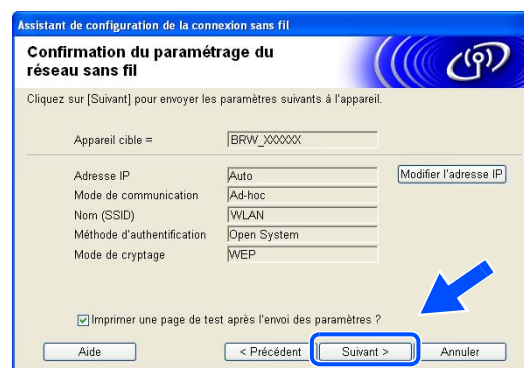 Assistant de configuration de la connexion sans fil
Confirmation du paramétrage du
réseau sans fil
Cliquez sur [Suivant] pour envoyer les paramètres suivants à l'appareil.
Appareil cible = BRW_XXXXXX
Adresse IP Auto Modifier l'adresse IP
Mode de communication Ad-hoc
Nom (SSID) WLAN
Méthode d'authentification Open System
Mode de cryptage WEP
Imprimer une page de test après l'envoi des paramètres ?
Aide < Précédent Suivant > Annuler